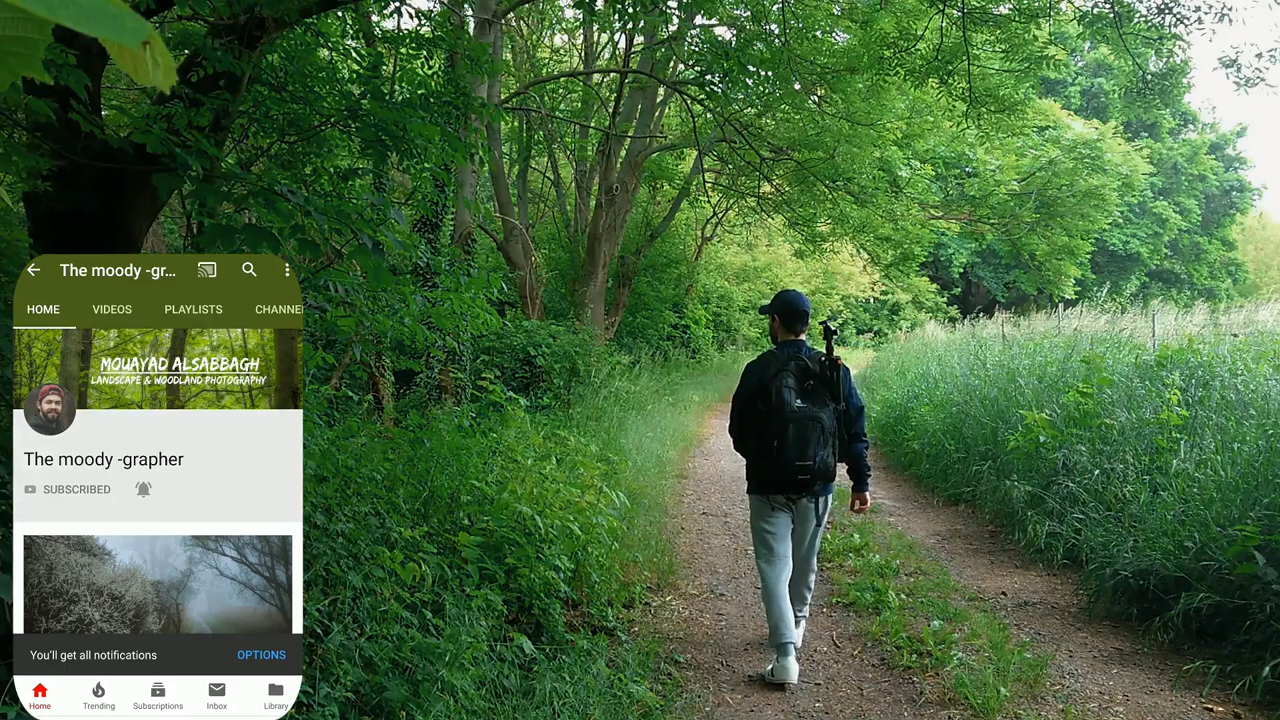 The moody -gr...
HOME VIDEOS PLAYLISTS CHANNE
MOUAYAD ALSABBAGH
LANDSCAPE & WOODLAND PHOTOGRAPHY
The moody -grapher
SUBSCRIBED
You'll get all notifications OPTIONS
Home Trending Subscriptions Inbox Library